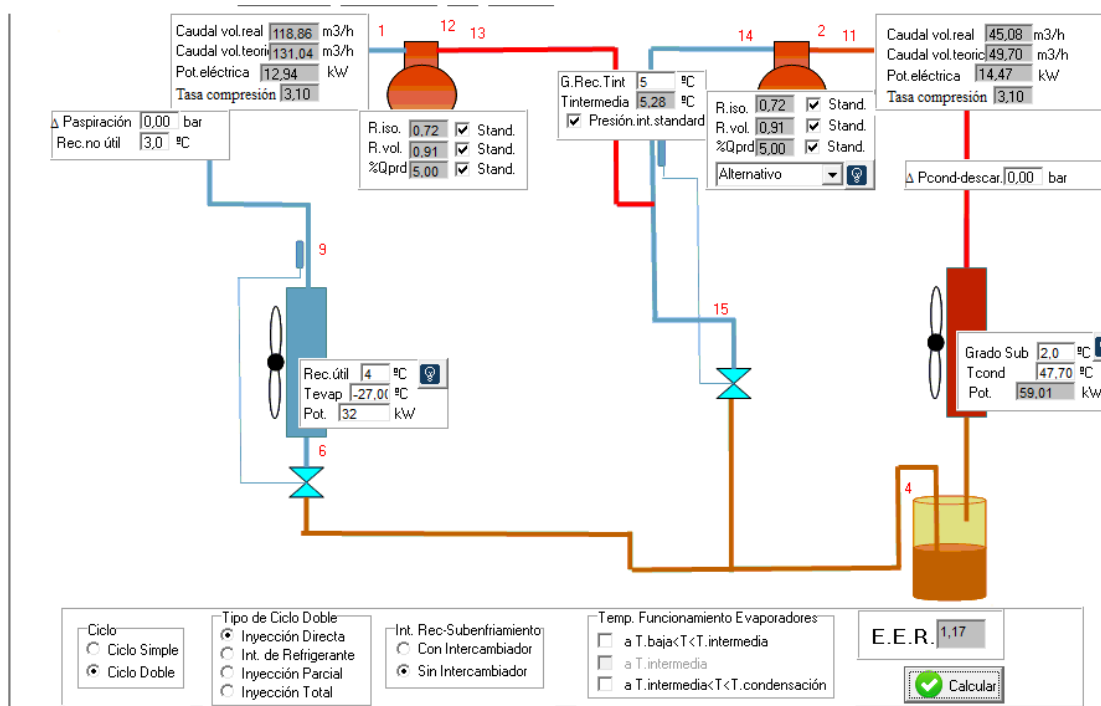 Caudal vol.real 118,86 m3/h
Caudal vol.teoric 131,04 m3/h
Pot.eléctrica 12,94 kW
Tasa compresión 3,10
1
12
13
14
2
11
Caudal vol.real 45,08 m3/h
Caudal vol.teoric 49,70 m3/h
Pot.eléctrica 14,47 kW
Tasa compresión 3,10
G.Rec.Tint 5 ºC
Tintermedia 5,28 ºC
Presión.int.standard
Δ Paspiración 0,00 bar
Rec.no útil 3,0 ºC
R.iso. 0,72 Stand.
R.vol. 0,91 Stand.
%Qprd 5,00 Stand.
R.iso. 0,72 Stand.
R.vol. 0,91 Stand.
%Qprd 5,00 Stand.
Alternativo
Δ Pcond-descar. 0,00 bar
9
15
Rec.útil 4 ºC
Tevap -27,00 ºC
Pot. 32 kW
Grado Sub 2,0 ºC
Tcond 47,70 ºC
Pot. 59,01 kW
6
4
Ciclo
Ciclo Simple
Ciclo Doble
Tipo de Ciclo Doble
Inyección Directa
Int. de Refrigerante
Inyección Parcial
Inyección Total
Int. Rec-Subenfriamiento
Con Intercambiador
Sin Intercambiador
Temp. Funcionamiento Evaporadores
a T.baja<T<T.intermedia
a T.intermedia
a T.intermedia<T<T.condensación
E.E.R. 1,17
Calcular